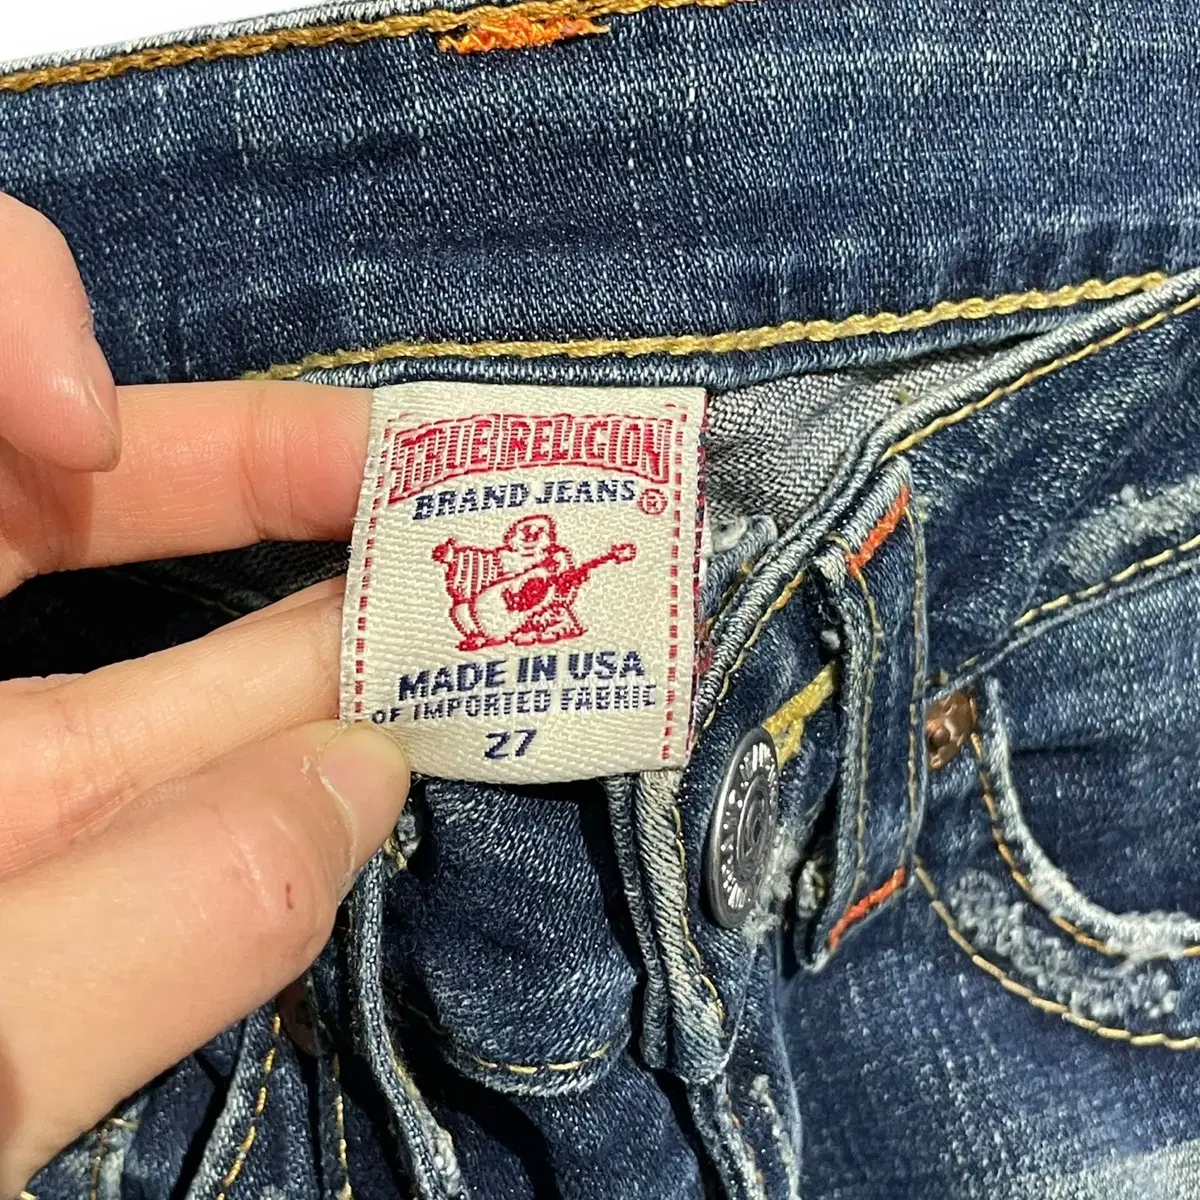 TRUE RELIGION
BRAND JEANS ®
MADE IN USA
OF IMPORTED FABRIC
27